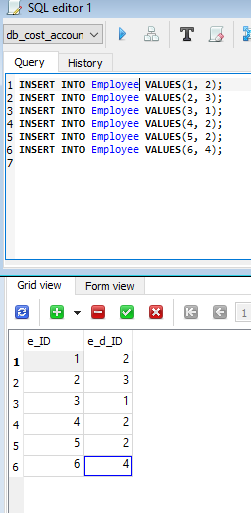 SQL editor 1
db_cost_accoun
Query History
1 INSERT INTO Employee VALUES(1, 2);
2 INSERT INTO Employee VALUES(2, 3);
3 INSERT INTO Employee VALUES(3, 1);
4 INSERT INTO Employee VALUES(4, 2);
5 INSERT INTO Employee VALUES(5, 2);
6 INSERT INTO Employee VALUES(6, 4);
7
Grid view Form view
1
e_ID e_d_ID
1 1 2
2 2 3
3 3 1
4 4 2
5 5 2
6 6 4